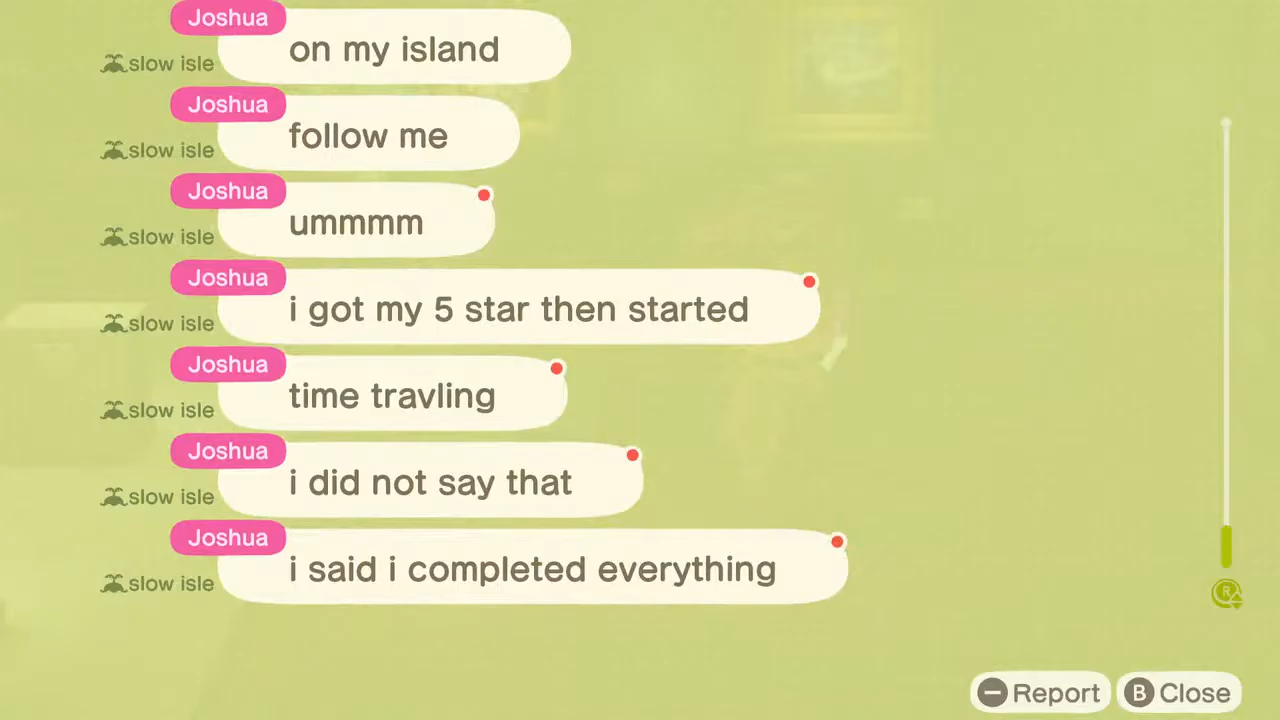 Joshua
on my island
slow isle
Joshua
follow me
slow isle
Joshua
ummmm
slow isle
Joshua
i got my 5 star then started
slow isle
Joshua
time travling
slow isle
Joshua
i did not say that
slow isle
Joshua
i said i completed everything
slow isle
R
Report
B Close